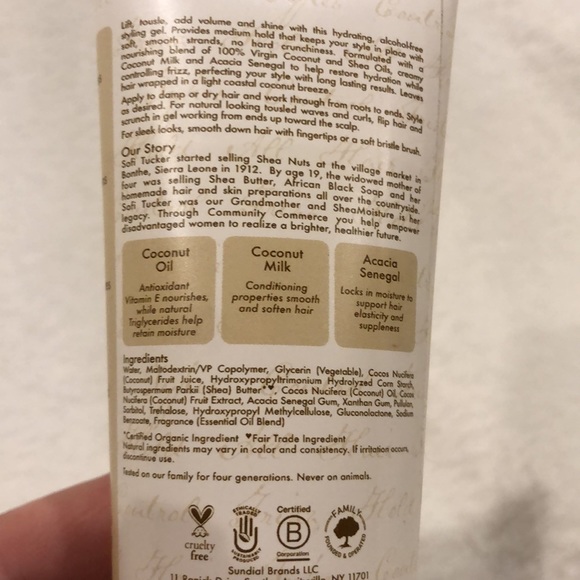 Lift, tousle, add volume and shine with this hydrating, alcohol-free
styling gel. Provides medium hold that keeps your style in place with
soft, smooth strands, no hard crunchiness. Formulated with a
nourishing blend of 100% Virgin Coconut and Shea Oils, creamy
Coconut Milk and Acacia Senegal to help restore hydration while
controlling frizz, perfecting your style with long lasting results. Leaves
hair wrapped in a light coastal coconut breeze.
Apply to damp or dry hair and work through from roots to ends. Style
as desired. For natural looking tousled waves and curls, flip hair and
scrunch in gel working from ends up toward the scalp.
For sleek looks, smooth down hair with fingertips or a soft bristle brush.
Our Story
Sofi Tucker started selling Shea Nuts at the village market in
Bonthe, Sierra Leone in 1912. By age 19, the widowed mother of
four was selling Shea Butter, African Black Soap and her
homemade hair and skin preparations all over the countryside.
Sofi Tucker was our Grandmother and SheaMoisture is her
legacy. Through Community Commerce you help empower
disadvantaged women to realize a brighter, healthier future.
Coconut
Oil
Antioxidant
Vitamin E nourishes,
while natural
Triglycerides help
retain moisture
Coconut
Milk
Conditioning
properties smooth
and soften hair
Acacia
Senegal
Locks in moisture to
support hair
elasticity and
suppleness
Ingredients
Water, Maltodextrin/VP Copolymer, Glycerin (Vegetable), Cocos Nucifera
(Coconut) Fruit Juice, Hydroxypropyltrimonium Hydrolyzed Corn Starch,
Butyrospermum Parkii (Shea) Butter*♥, Cocos Nucifera (Coconut) Oil, Cocos
Nucifera (Coconut) Fruit Extract, Acacia Senegal Gum, Xanthan Gum, Pullulan,
Sorbitol, Trehalose, Hydroxypropyl Methylcellulose, Gluconolactone, Sodium
Benzoate, Fragrance (Essential Oil Blend)
*Certified Organic Ingredient ♥Fair Trade Ingredient
Natural ingredients may vary in color and consistency. If irritation occurs,
discontinue use.
Tested on our family for four generations. Never on animals.
cruelty
free
ETHICALLY
TRADED
SUSTAINABLY
PRODUCED
Certified
B
Corporation
FAMILY
FOUNDED & OPERATED
Sundial Brands LLC
NY 11701